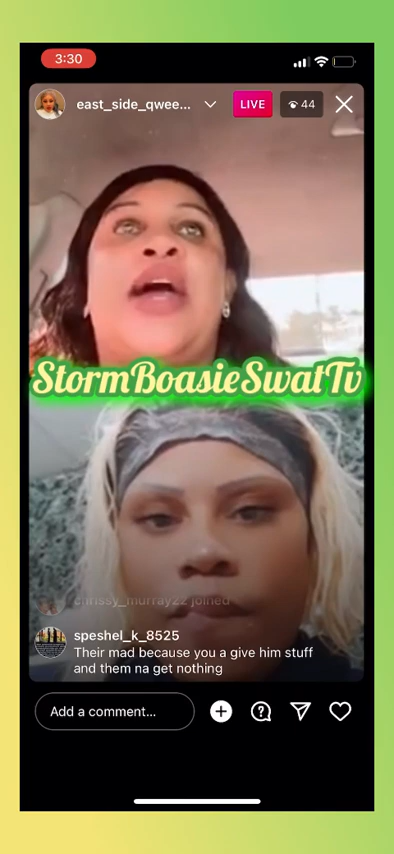 3:30
east_side_qwee...
LIVE
44
StormBoasieSwatTv
chrissy_murray22 joined
speshel_k_8525
Their mad because you a give him stuff
and them na get nothing
Add a comment...